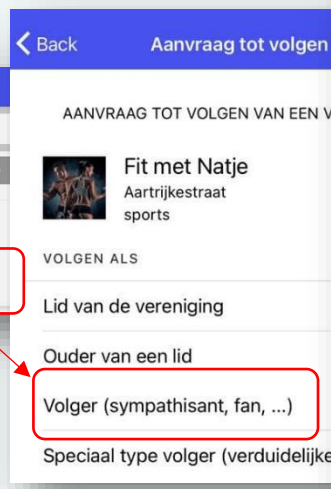 Back
Aanvraag tot volgen
AANVRAAG TOT VOLGEN VAN EEN V
Fit met Natje
Aartrijkestraat
sports
VOLGEN ALS
Lid van de vereniging
Ouder van een lid
Volger (sympathisant, fan, ...)
Speciaal type volger (verduidelijke